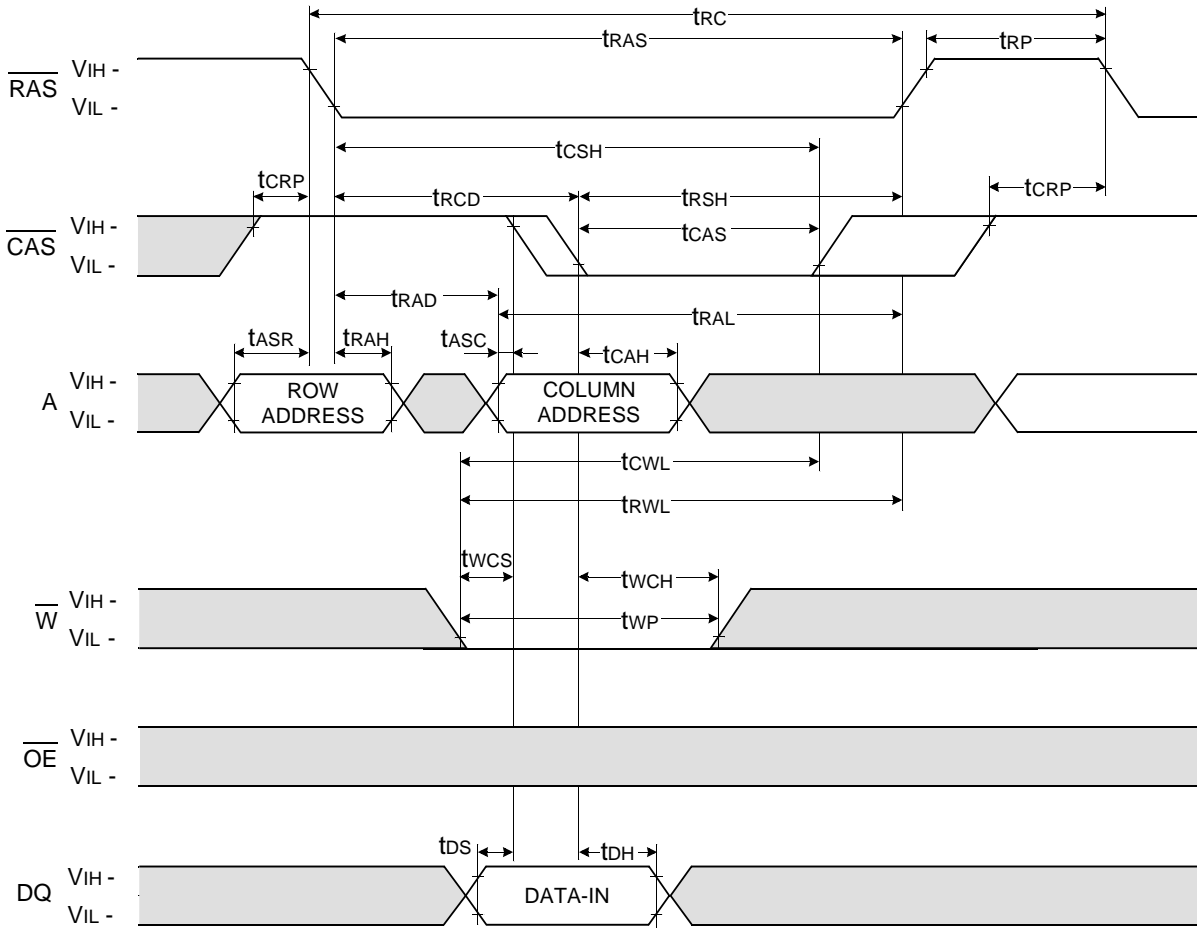 tRC
tRAS
tRP
RAS
VIH -
VIL -
tCSH
tCRP
tRCD
tRSH
tCRP
CAS
VIH -
VIL -
tCAS
tRAD
tRAL
tASR
tRAH
tASC
tCAH
A
VIH -
VIL -
ROW
ADDRESS
COLUMN
ADDRESS
tCWL
tRWL
tWCS
tWCH
W
VIH -
VIL -
tWP
OE
VIH -
VIL -
tDS
tDH
DQ
VIH -
VIL -
DATA-IN